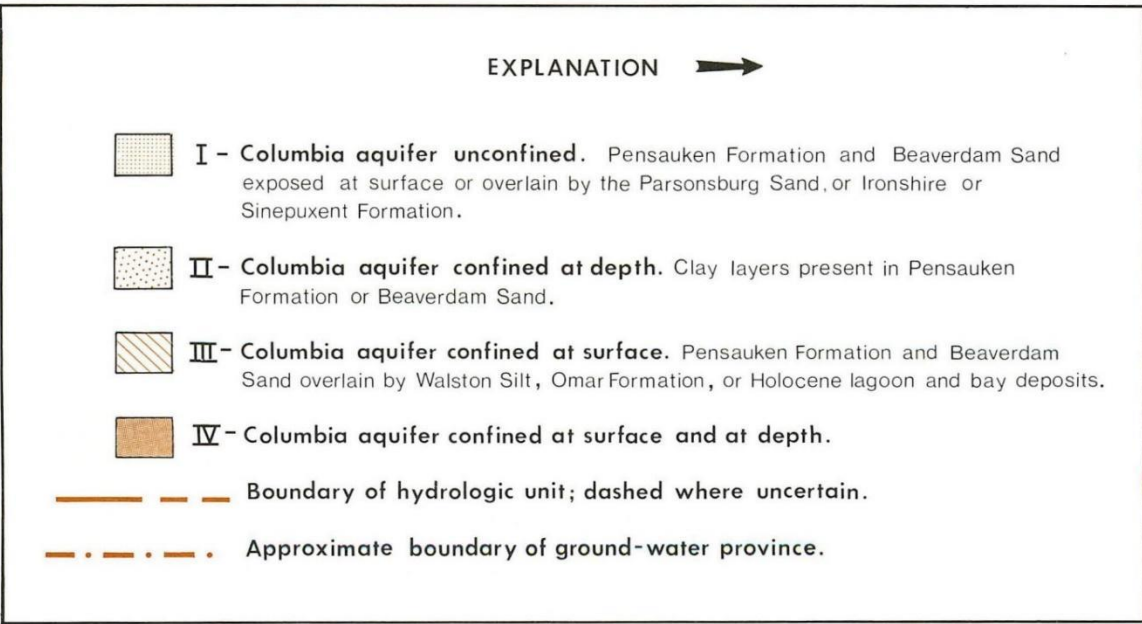 EXPLANATION
I - Columbia aquifer unconfined. Pensauken Formation and Beaverdam Sand
exposed at surface or overlain by the Parsonsburg Sand, or Ironshire or
Sinepuxent Formation.
II - Columbia aquifer confined at depth. Clay layers present in Pensauken
Formation or Beaverdam Sand.
III - Columbia aquifer confined at surface. Pensauken Formation and Beaverdam
Sand overlain by Walston Silt, Omar Formation, or Holocene lagoon and bay deposits.
IV - Columbia aquifer confined at surface and at depth.
Boundary of hydrologic unit; dashed where uncertain.
Approximate boundary of ground-water province.